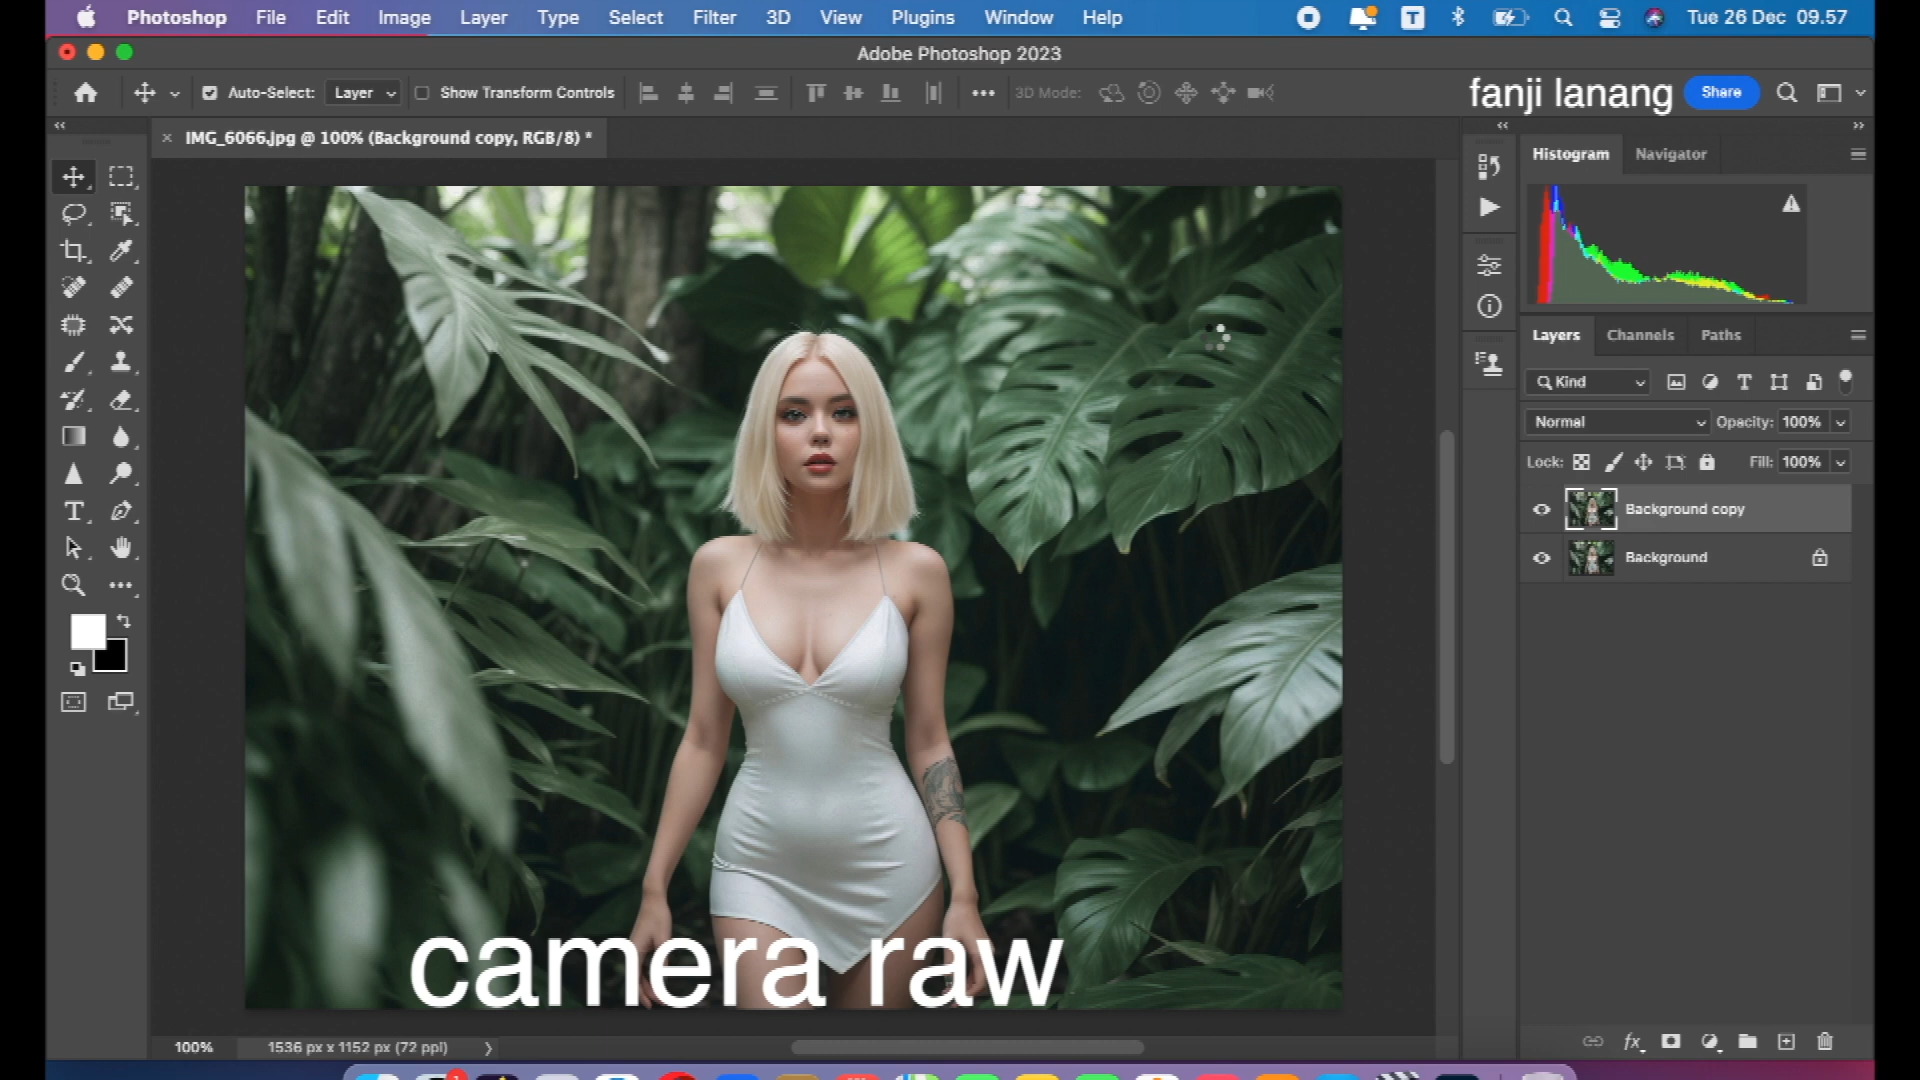 Photoshop File Edit Image Layer Type Select Filter 3D View Plugins Window Help T Tue 26 Dec 09.57
Adobe Photoshop 2023
Auto-Select: Layer Show Transform Controls ••• 3D Mode: fanji lanang Share
× IMG_6066.jpg @ 100% (Background copy, RGB/8) *
Histogram Navigator
Layers Channels Paths
Kind
Normal Opacity: 100%
Lock: Fill: 100%
Background copy
Background
camera raw
fx
100% 1536 px x 1152 px (72 ppi)